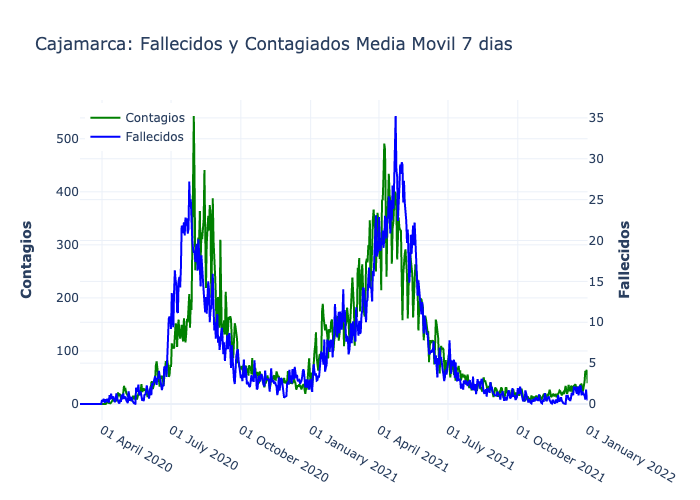 Cajamarca: Fallecidos y Contagiados Media Movil 7 dias
Contagios
Fallecidos
500
400
300
200
100
0
35
30
25
20
15
10
5
0
Contagios
Fallecidos
01 April 2020
01 July 2020
01 October 2020
01 January 2021
01 April 2021
01 July 2021
01 October 2021
01 January 2022